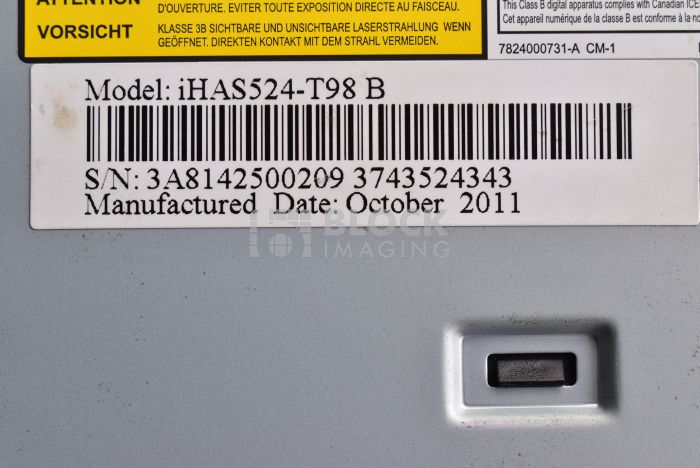 ATTENTION D'OUVERTURE. EVITER TOUTE EXPOSITION DIRECTE AU FAISCEAU.
VORSICHT KLASSE 3B SICHTBARE UND UNSICHTBARE LASERSTRAHLUNG WENN
GEÖFFNET. DIREKTEN KONTAKT MIT DEM STRAHL VERMEIDEN.
This Class B digital apparatus complies with Canadian ICE
Cet appareil numérique de la classe B est conforme à la no
7824000731-A CM-1
Model: iHAS524-T98 B
S/N: 3A8142500209 3743524343
Manufactured Date: October 2011
BLOCK
IMAGING